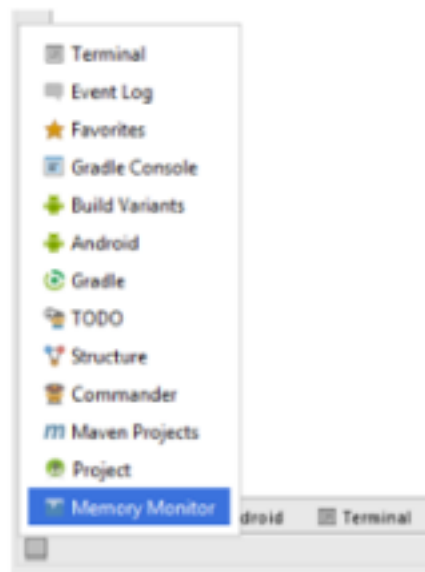 Terminal
Event Log
Favorites
Gradle Console
Build Variants
Android
Gradle
TODO
Structure
Commander
Maven Projects
Project
Memory Monitor
droid Terminal